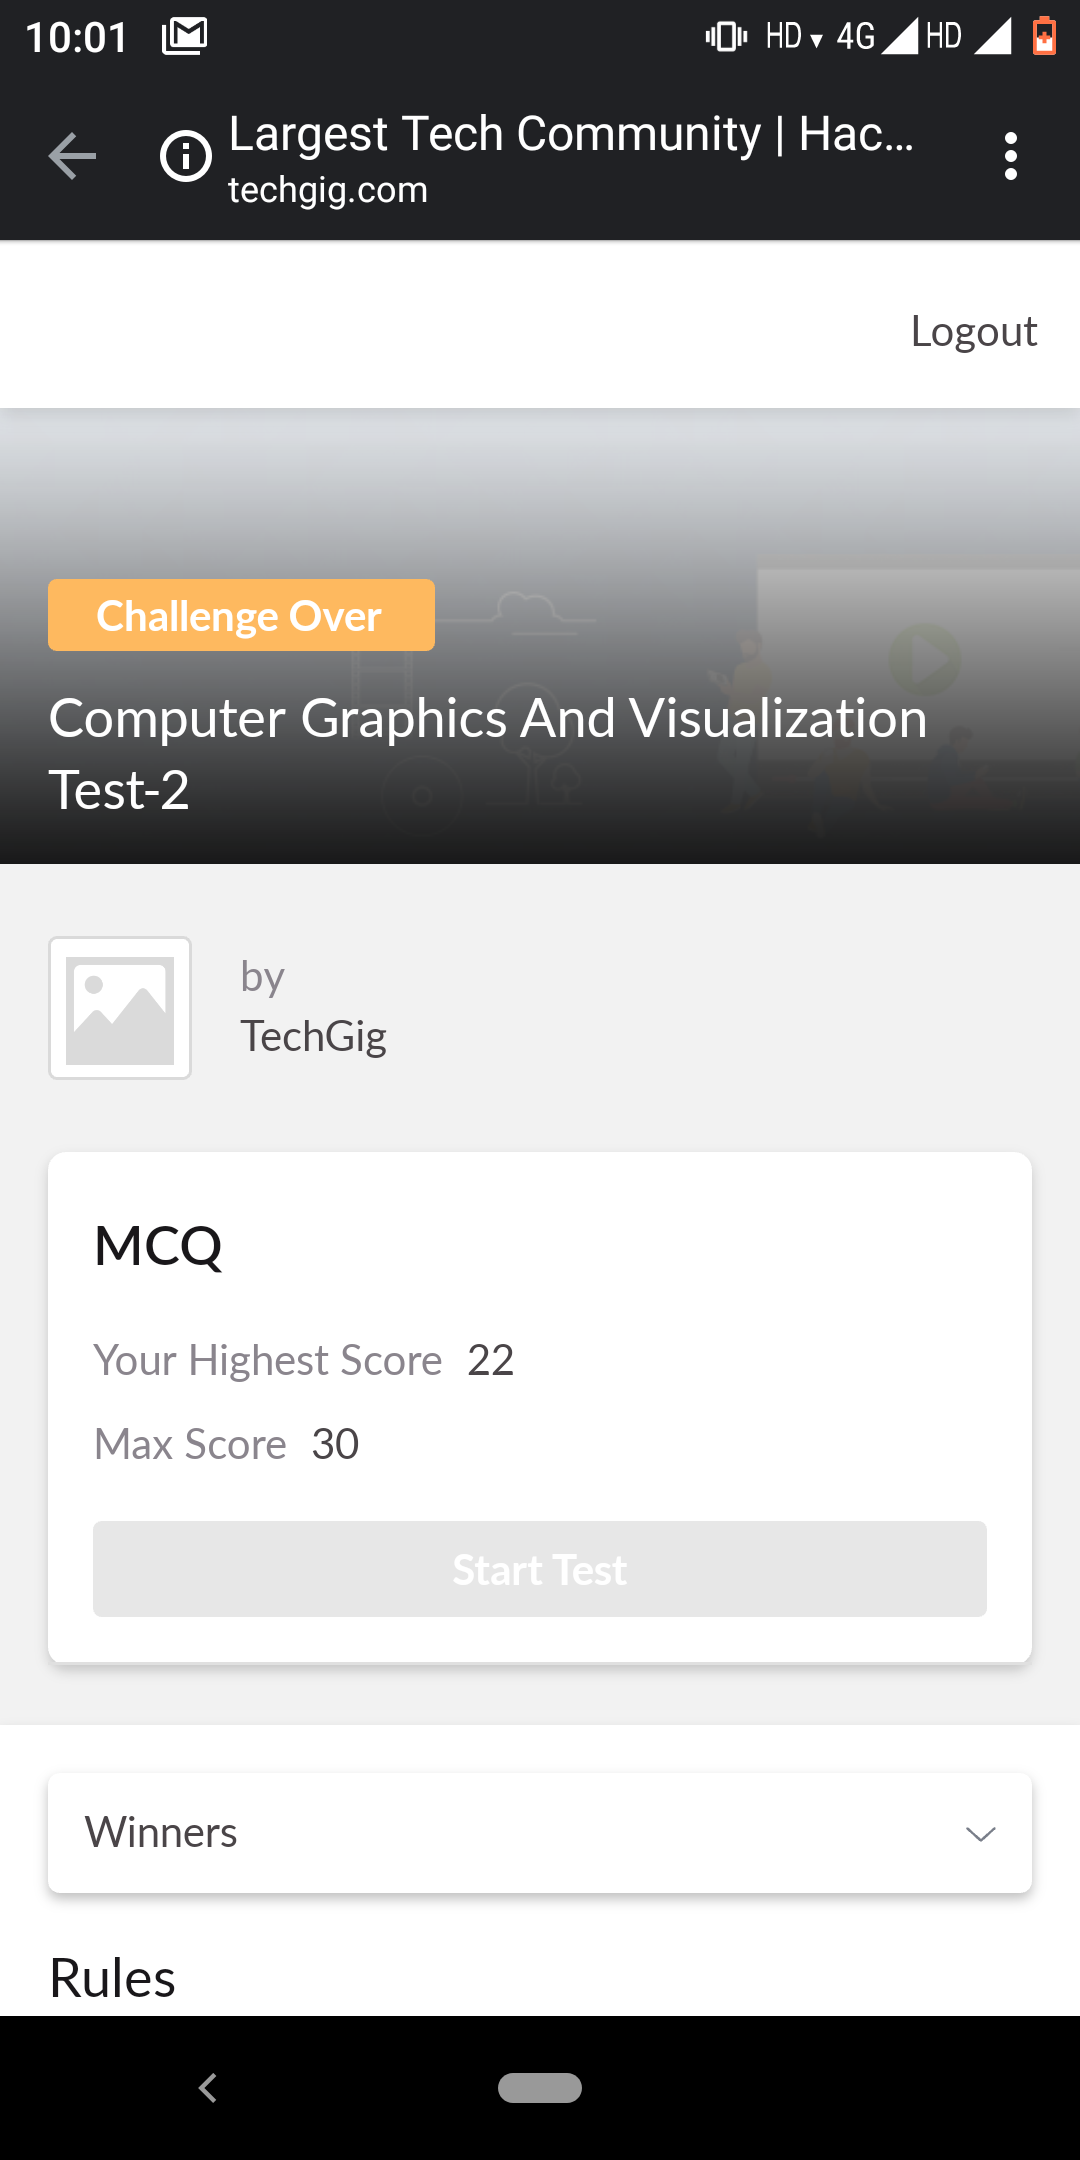 10:01 HD 4G HD
Largest Tech Community | Hac...
techgig.com
Logout
Challenge Over
Computer Graphics And Visualization
Test-2
by
TechGig
MCQ
Your Highest Score 22
Max Score 30
Start Test
Winners
Rules